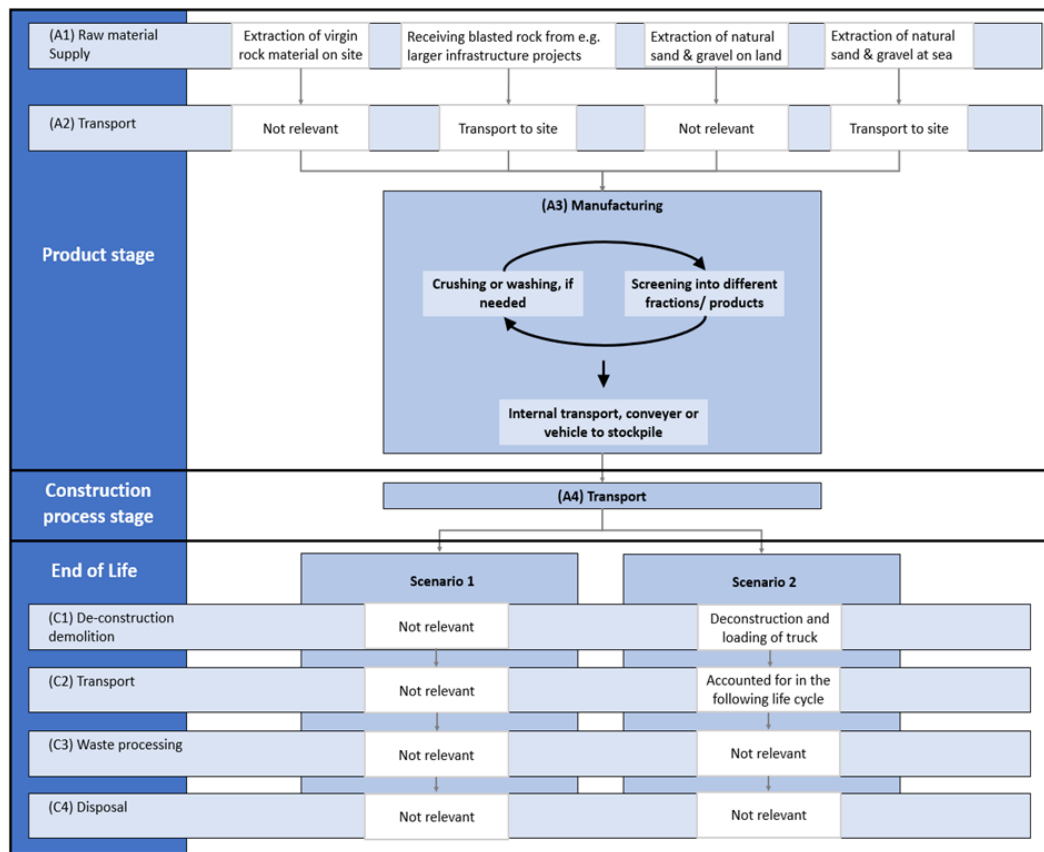 (A1) Raw material
Supply
Extraction of virgin
rock material on site
Receiving blasted rock from e.g.
larger infrastructure projects
Extraction of natural
sand & gravel on land
Extraction of natural
sand & gravel at sea
(A2) Transport
Not relevant
Transport to site
Not relevant
Transport to site
Product stage
(A3) Manufacturing
Crushing or washing, if
needed
Screening into different
fractions/ products
Internal transport, conveyer or
vehicle to stockpile
Construction
process stage
(A4) Transport
End of Life
Scenario 1
Scenario 2
(C1) De-construction
demolition
Not relevant
Deconstruction and
loading of truck
(C2) Transport
Not relevant
Accounted for in the
following life cycle
(C3) Waste processing
Not relevant
Not relevant
(C4) Disposal
Not relevant
Not relevant